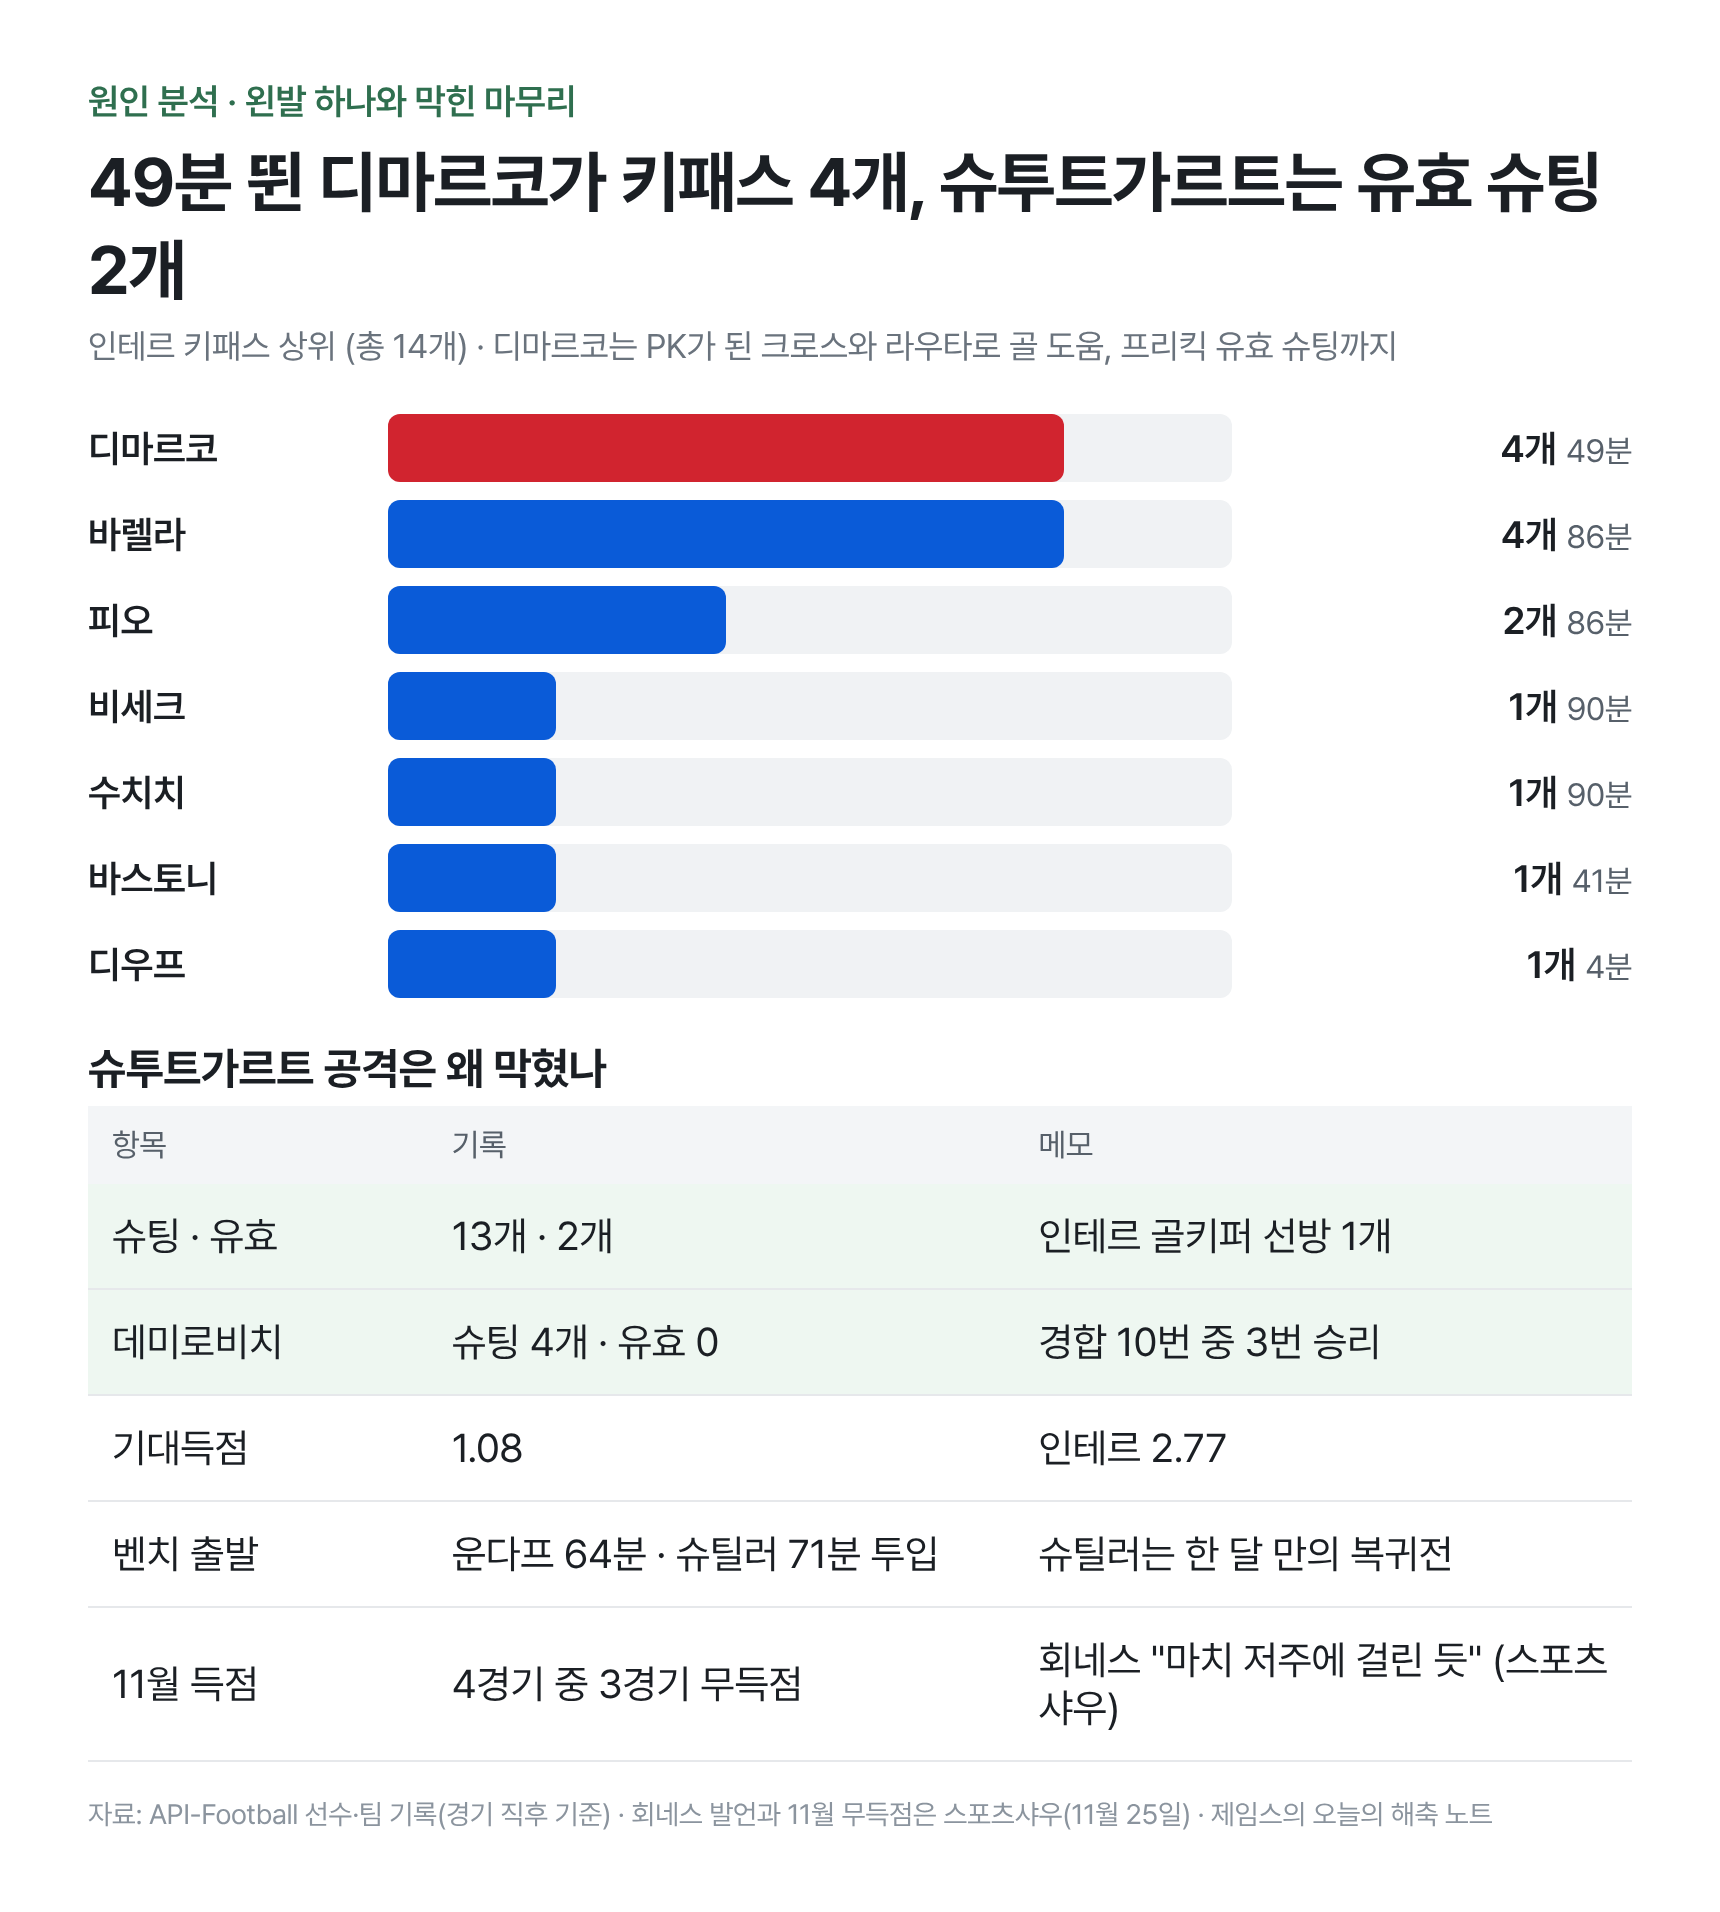 원인 분석 · 왼발 하나와 막힌 마무리
49분 뛴 디마르코가 키패스 4개, 슈투트가르트는 유효 슈팅
2개
인테르 키패스 상위 (총 14개) · 디마르코는 PK가 된 크로스와 라우타로 골 도움, 프리킥 유효 슈팅까지
디마르코 4개 49분
바렐라 4개 86분
피오 2개 86분
비세크 1개 90분
수치치 1개 90분
바스토니 1개 41분
디우프 1개 4분
슈투트가르트 공격은 왜 막혔나
항목 기록 메모
슈팅 · 유효 13개 · 2개 인테르 골키퍼 선방 1개
데미로비치 슈팅 4개 · 유효 0 경합 10번 중 3번 승리
기대득점 1.08 인테르 2.77
벤치 출발 운다프 64분 · 슈틸러 71분 투입 슈틸러는 한 달 만의 복귀전
11월 득점 4경기 중 3경기 무득점 회네스 "마치 저주에 걸린 듯" (스포츠
샤우)
자료: API-Football 선수·팀 기록(경기 직후 기준) · 회네스 발언과 11월 무득점은 스포츠샤우(11월 25일) · 제임스의 오늘의 해축 노트